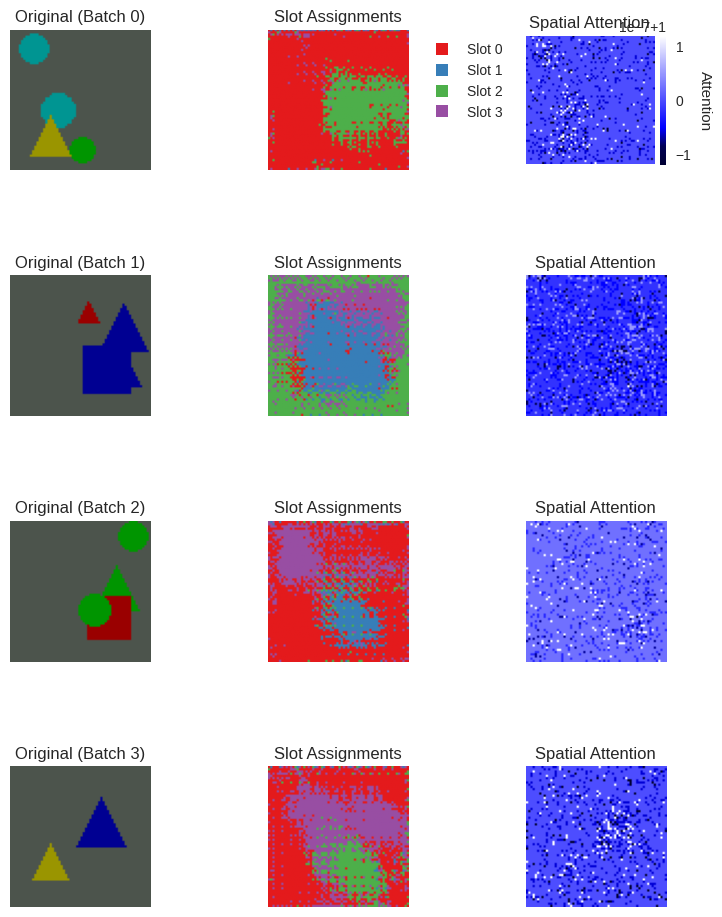 Original (Batch 0)
Slot Assignments
Slot 0
Slot 1
Slot 2
Slot 3
Spatial Attention
1e−7+1
1
0
−1
Attention
Original (Batch 1)
Slot Assignments
Spatial Attention
Original (Batch 2)
Slot Assignments
Spatial Attention
Original (Batch 3)
Slot Assignments
Spatial Attention